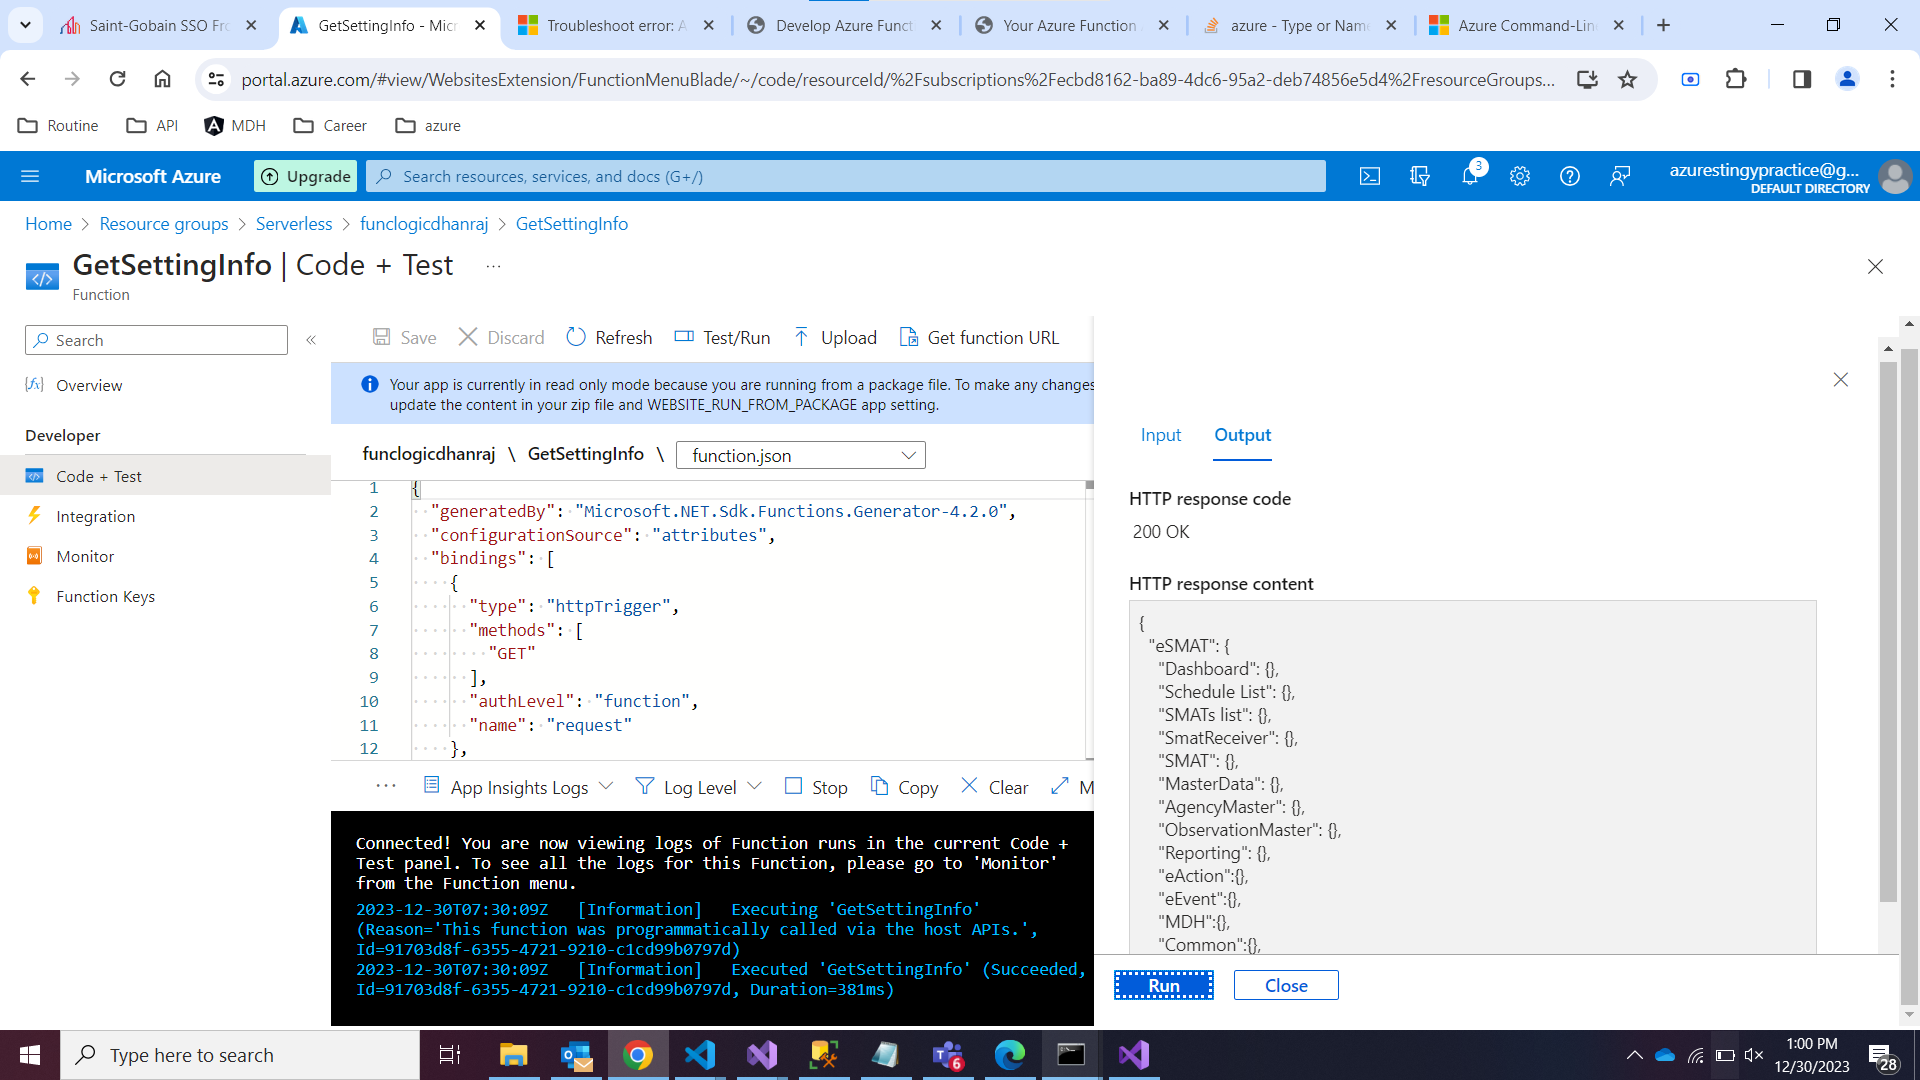 Saint-Gobain SSO Fro
GetSettingInfo - Micr
Troubleshoot error: A
Develop Azure Funct
Your Azure Function
azure - Type or Name
Azure Command-Lin
portal.azure.com/#view/WebsitesExtension/FunctionMenuBlade/~/code/resourceId/%2Fsubscriptions%2Fecbd8162-ba89-4dc6-95a2-deb74856e5d4%2FresourceGroups...
Routine
API
MDH
Career
azure
Microsoft Azure
Upgrade
Search resources, services, and docs (G+/)
3
azurestingypractice@g...
DEFAULT DIRECTORY
Home > Resource groups > Serverless > funclogicdhanraj > GetSettingInfo
GetSettingInfo | Code + Test ...
Function
Search
Overview
Developer
Code + Test
Integration
Monitor
Function Keys
Save
Discard
Refresh
Test/Run
Upload
Get function URL
Your app is currently in read only mode because you are running from a package file. To make any changes
update the content in your zip file and WEBSITE_RUN_FROM_PACKAGE app setting.
funclogicdhanraj \ GetSettingInfo \ function.json
1 {
2 "generatedBy": "Microsoft.NET.Sdk.Functions.Generator-4.2.0",
3 "configurationSource": "attributes",
4 "bindings": [
5 {
6 "type": "httpTrigger",
7 "methods": [
8 "GET"
9 ],
10 "authLevel": "function",
11 "name": "request"
12 },
... App Insights Logs
Log Level
Stop
Copy
Clear
M
Connected! You are now viewing logs of Function runs in the current Code +
Test panel. To see all the logs for this Function, please go to 'Monitor'
from the Function menu.
2023-12-30T07:30:09Z [Information] Executing 'GetSettingInfo'
(Reason='This function was programmatically called via the host APIs.',
Id=91703d8f-6355-4721-9210-c1cd99b0797d)
2023-12-30T07:30:09Z [Information] Executed 'GetSettingInfo' (Succeeded,
Id=91703d8f-6355-4721-9210-c1cd99b0797d, Duration=381ms)
Input
Output
HTTP response code
200 OK
HTTP response content
{
"eSMAT": {
"Dashboard": {},
"Schedule List": {},
"SMATs list": {},
"SmatReceiver": {},
"SMAT": {},
"MasterData": {},
"AgencyMaster": {},
"ObservationMaster": {},
"Reporting": {},
"eAction":{},
"eEvent":{},
"MDH":{},
"Common":{},
Run
Close
Type here to search
6
1:00 PM
12/30/2023
28